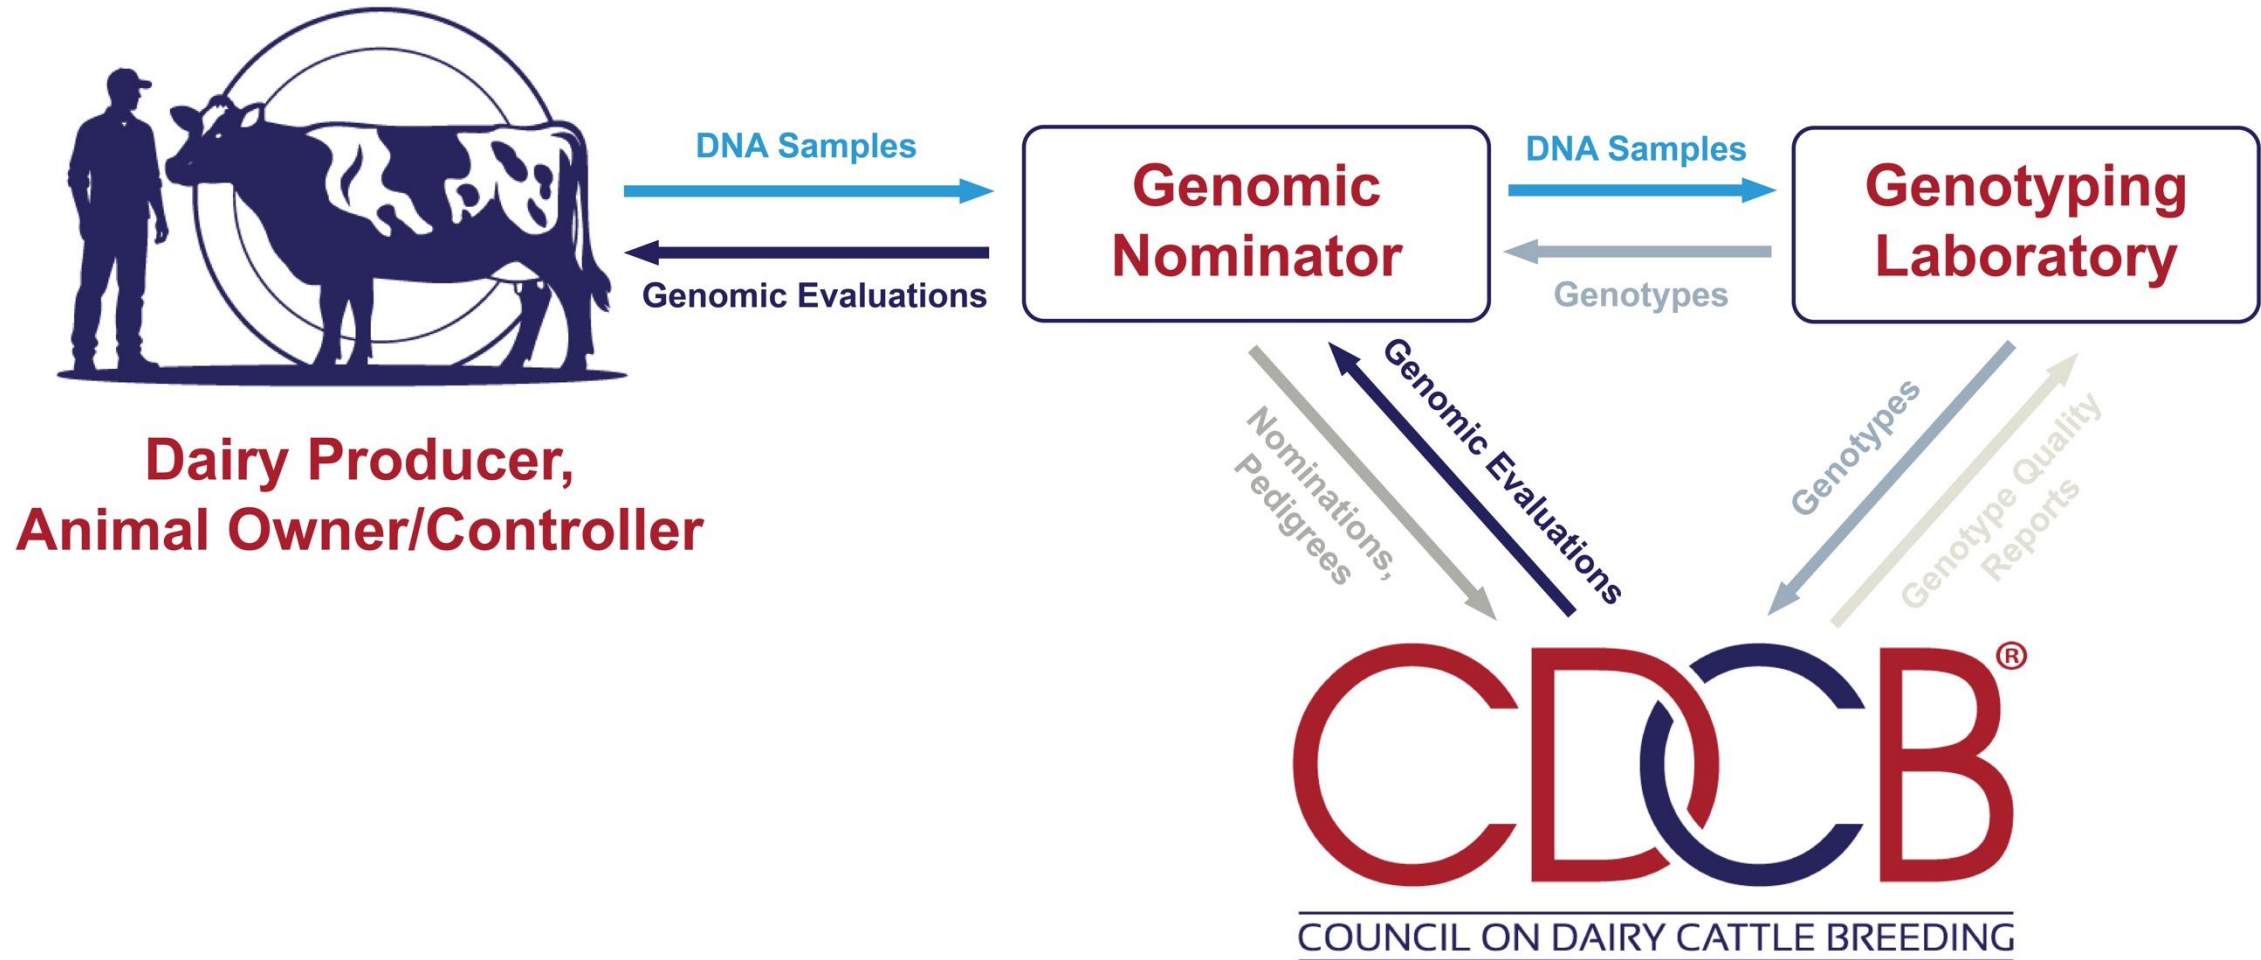 DNA Samples
Genomic Evaluations
Dairy Producer,
Animal Owner/Controller
Genomic
Nominator
DNA Samples
Genotypes
Genotyping
Laboratory
Nominations,
Pedigrees
Genomic Evaluations
Genotypes
Genotype Quality
Reports
CDCB®
COUNCIL ON DAIRY CATTLE BREEDING